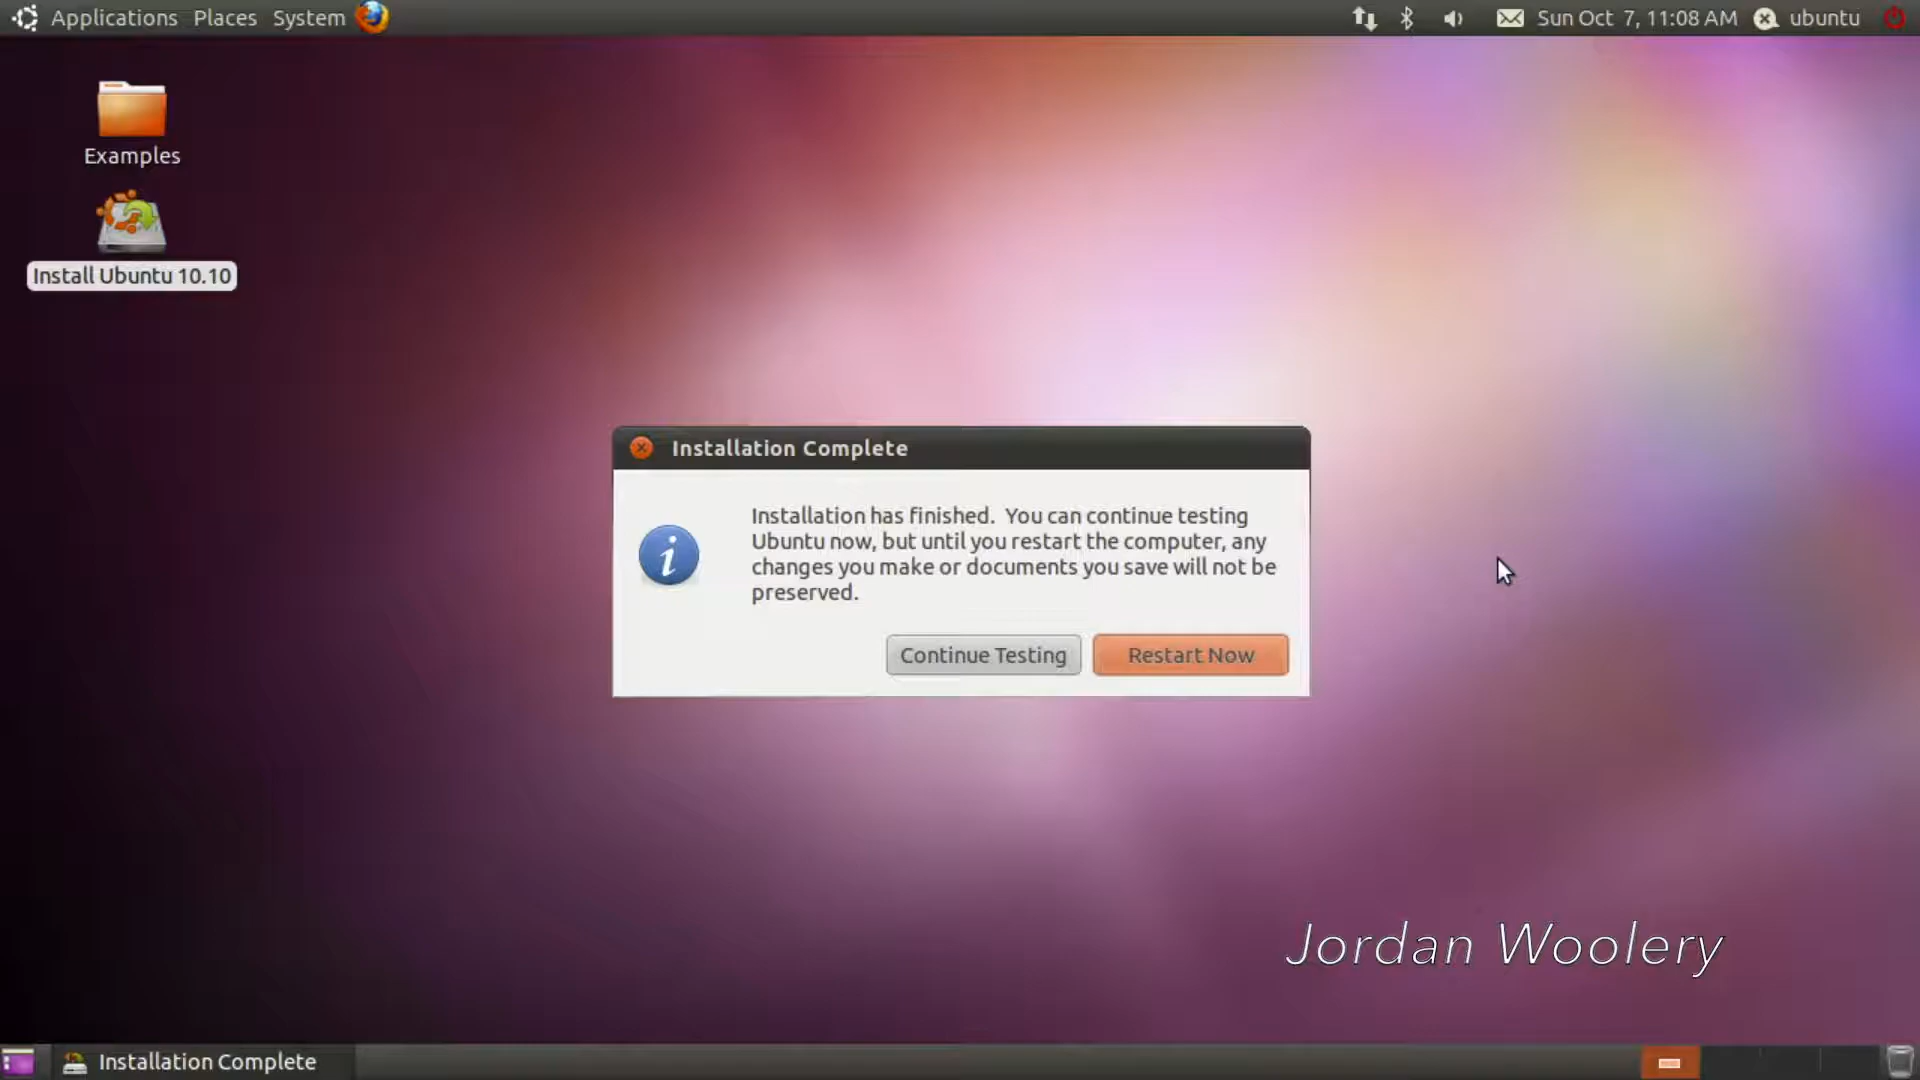 Applications Places System
Sun Oct 7, 11:08 AM ubuntu
Examples
Install Ubuntu 10.10
Installation Complete
Installation has finished. You can continue testing
Ubuntu now, but until you restart the computer, any
changes you make or documents you save will not be
preserved.
Continue Testing Restart Now
Jordan Woolery
Installation Complete